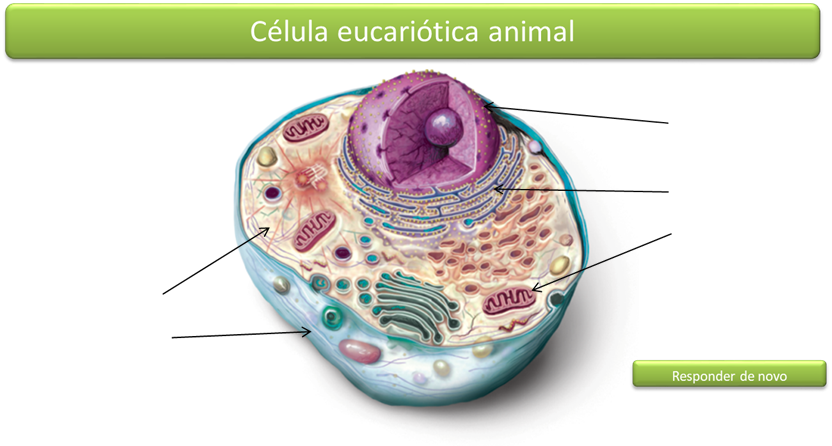 Célula eucariótica animal
Responder de novo